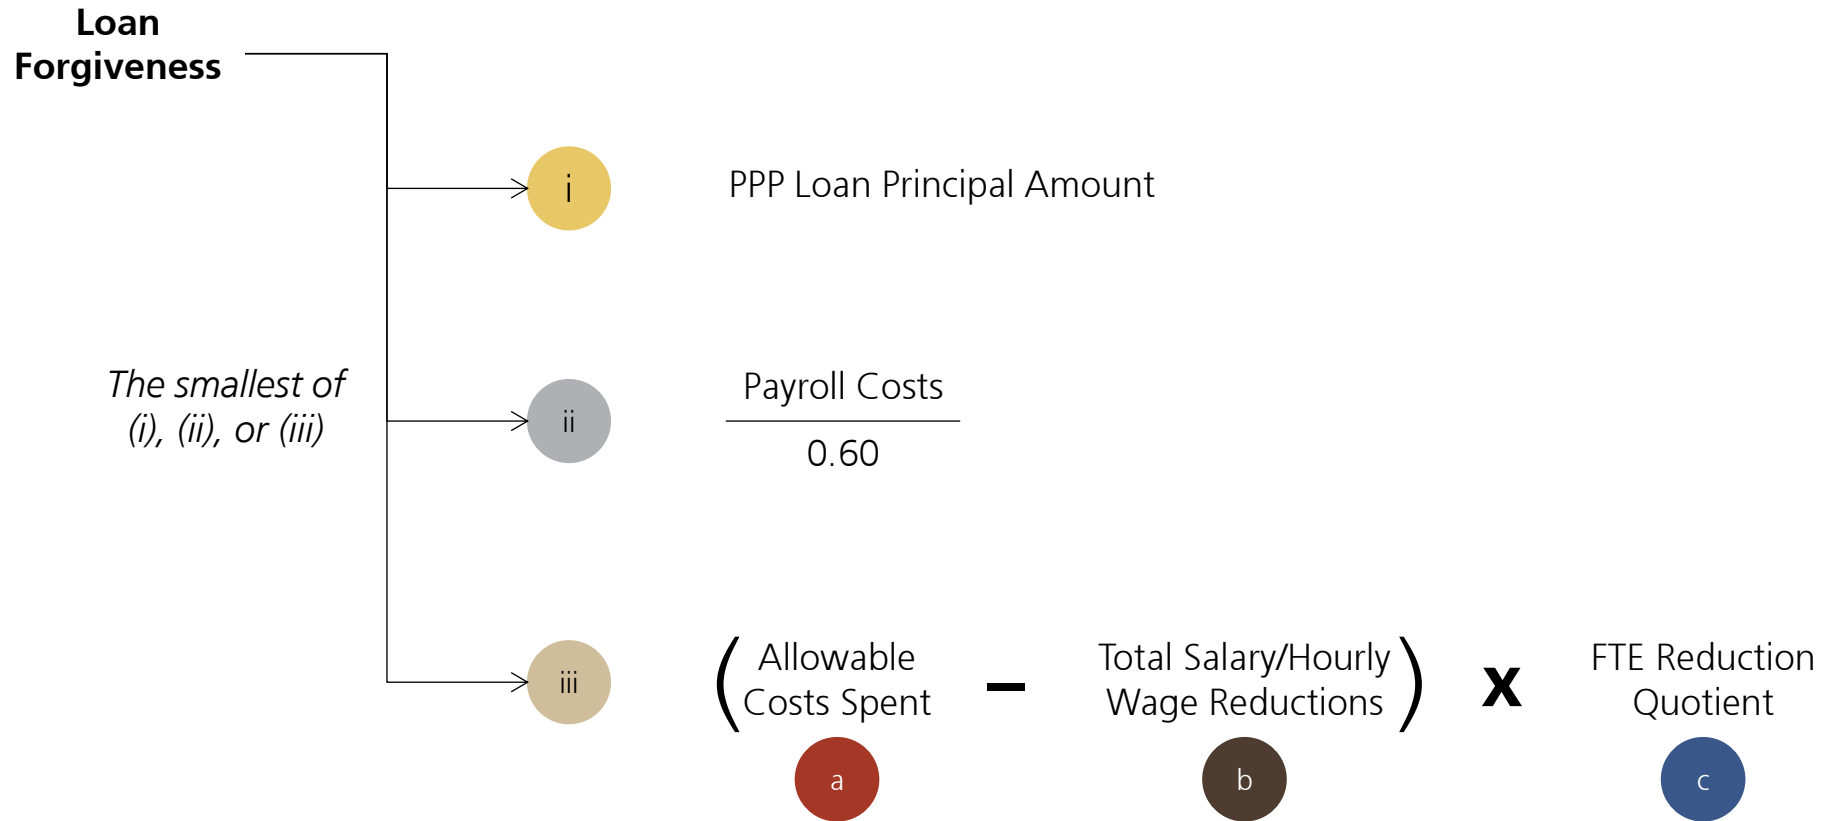 Loan
Forgiveness
i
PPP Loan Principal Amount
The smallest of
(i), (ii), or (iii)
ii
Payroll Costs
0.60
iii
(Allowable
Costs Spent
–
Total Salary/Hourly
Wage Reductions)
x
FTE Reduction
Quotient
a
b
c